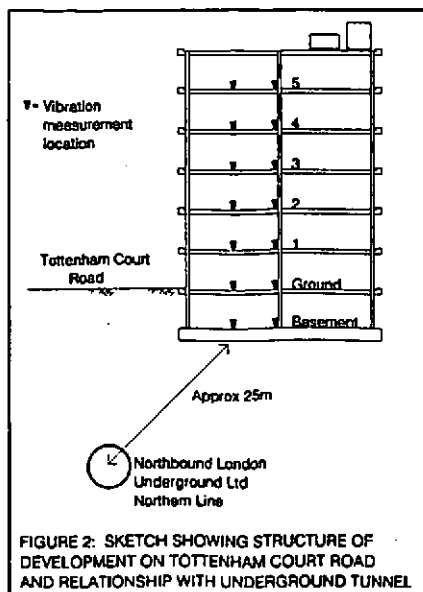 5
▼- Vibration
measurement
location
4
3
2
1
Tottenham Court
Road
Ground
Basement
Approx 25m
Northbound London
Underground Ltd
Northern Line
FIGURE 2: SKETCH SHOWING STRUCTURE OF
DEVELOPMENT ON TOTTENHAM COURT ROAD
AND RELATIONSHIP WITH UNDERGROUND TUNNEL